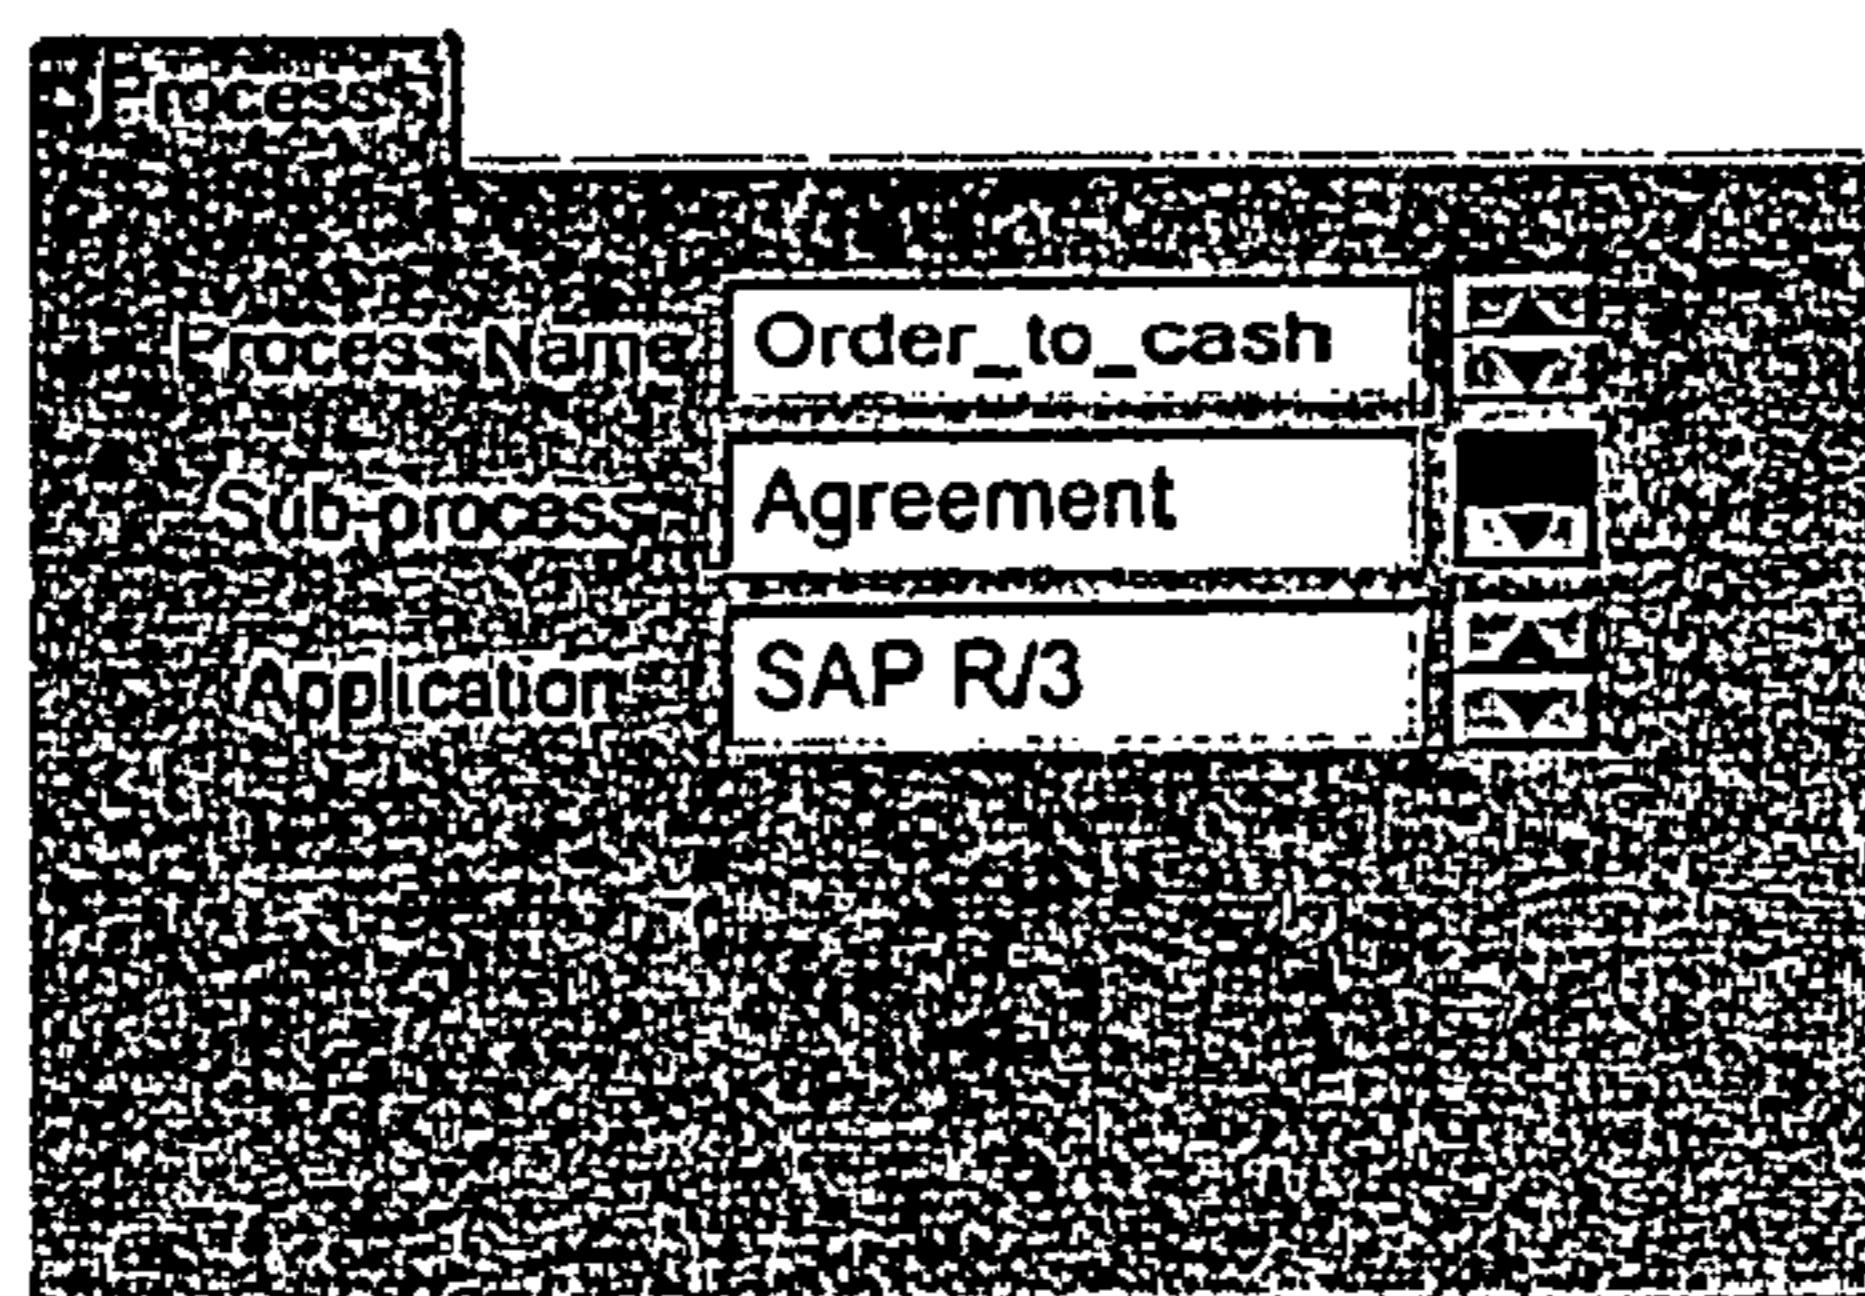 Process
Process Name Order_to_cash
Sub-process Agreement
Application SAP R/3